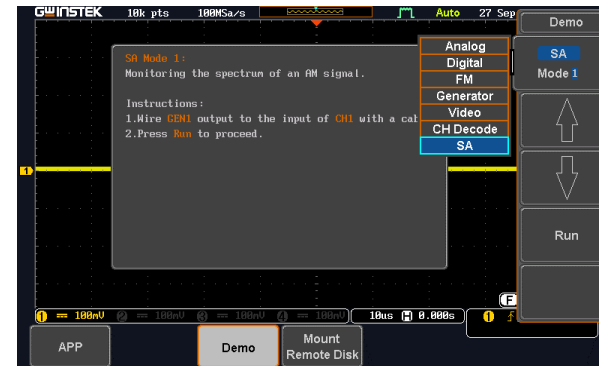 GWINSTEK 10k pts 100MSa/s Auto 27 Sep
Demo
SA
Mode 1
Analog
Digital
FM
Generator
Video
CH Decode
SA
SA Mode 1:
Monitoring the spectrum of an AM signal.
Instructions:
1.Wire GEN1 output to the input of CH1 with a cab
2.Press Run to proceed.
1
Run
F
1 100mV 2 100mV 3 100mV 4 100mV 10us H 0.000s 1
APP
Demo
Mount
Remote Disk